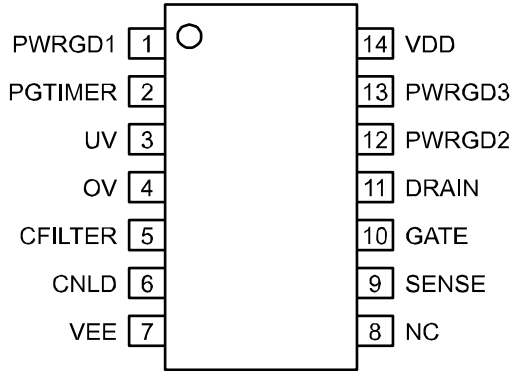 PWRGD1 1 14 VDD
PGTIMER 2 13 PWRGD3
UV 3 12 PWRGD2
OV 4 11 DRAIN
CFILTER 5 10 GATE
CNLD 6 9 SENSE
VEE 7 8 NC